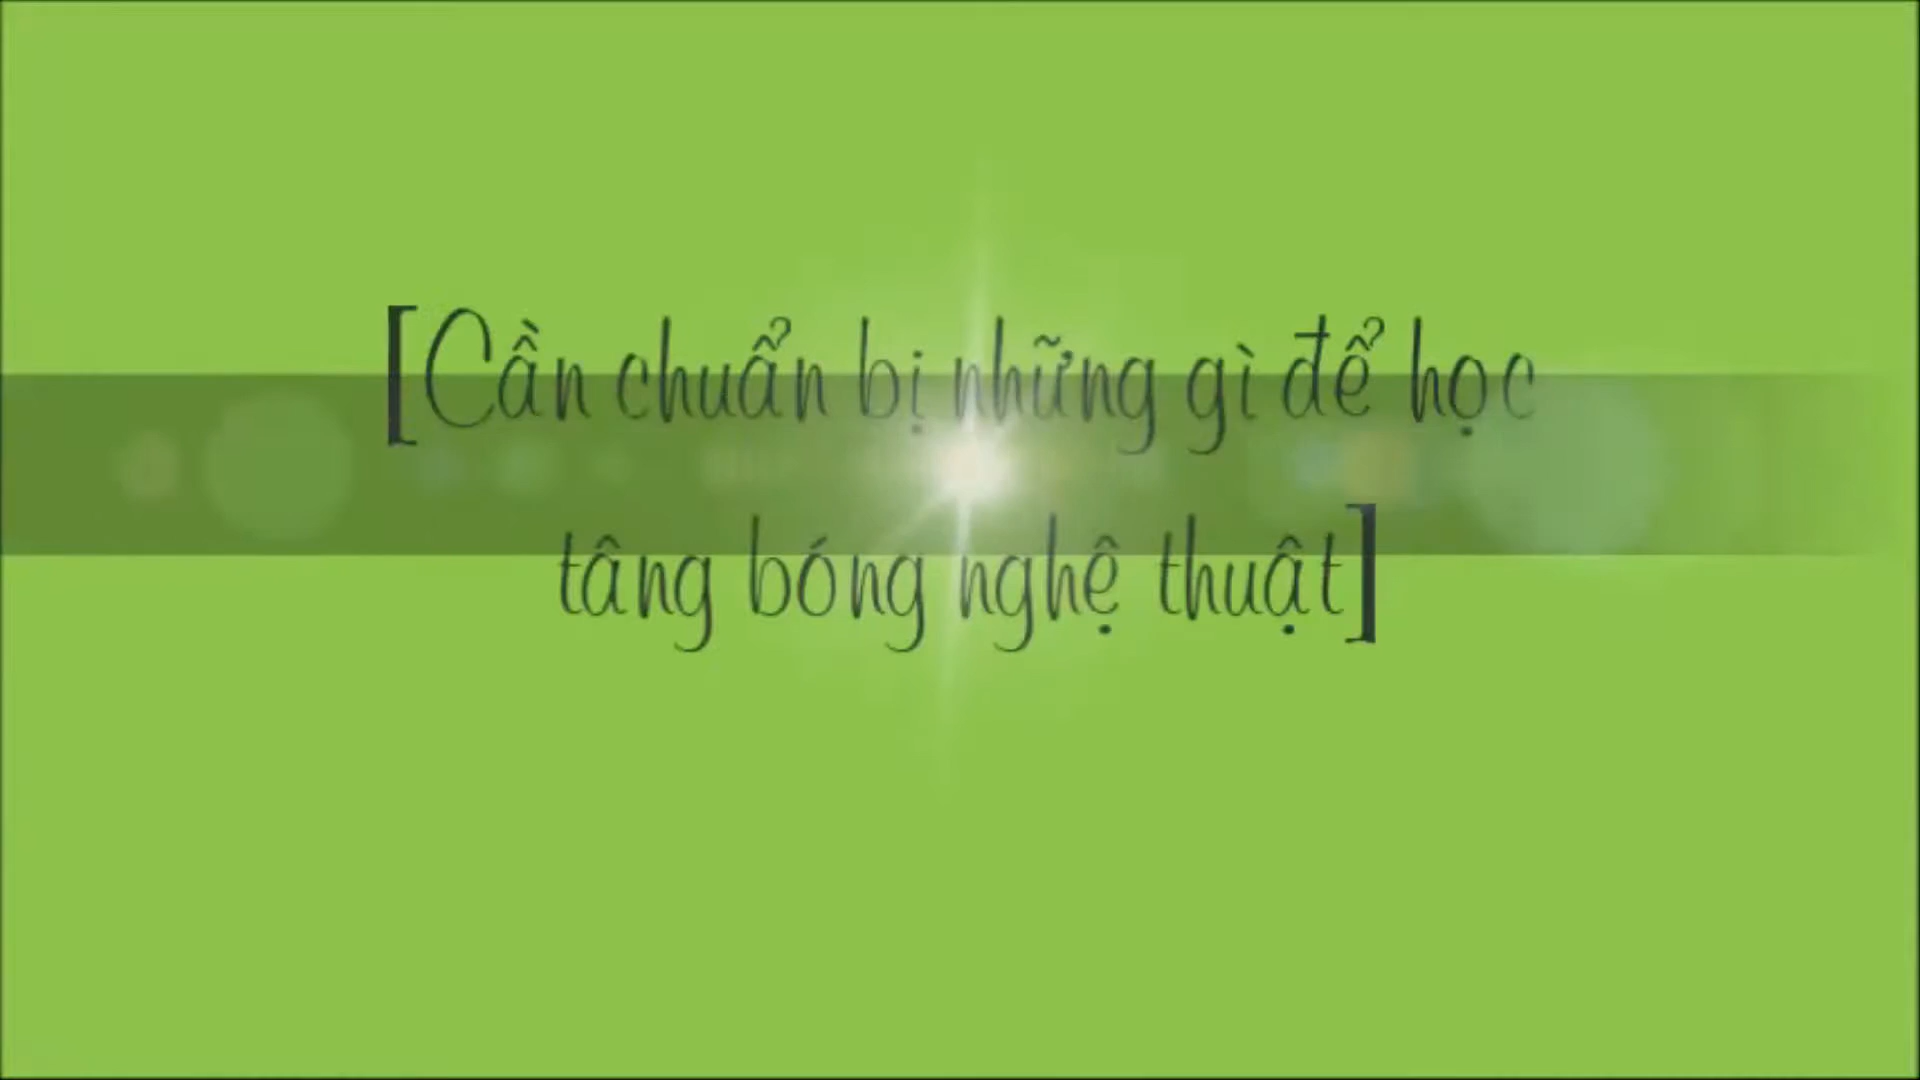 [Cần chuẩn bị những gì để học
tâng bóng nghệ thuật]